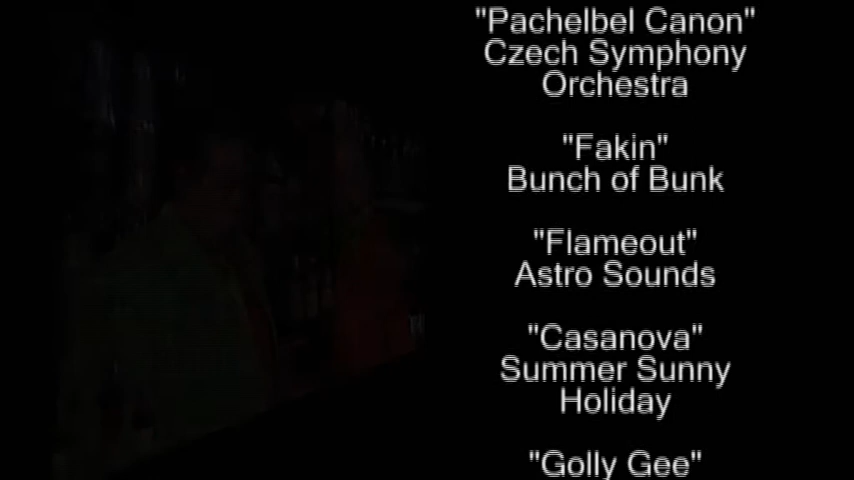 "Pachelbel Canon"
Czech Symphony
Orchestra
"Fakin"
Bunch of Bunk
"Flameout"
Astro Sounds
"Casanova"
Summer Sunny
Holiday
"Golly Gee"